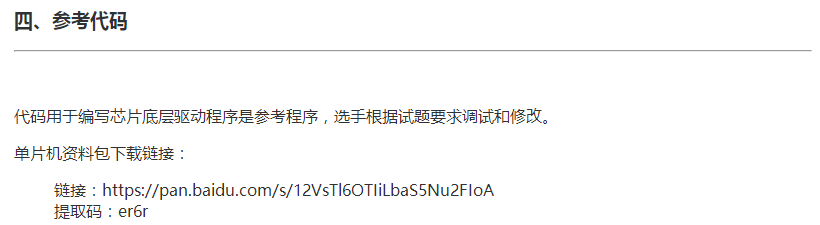 四、参考代码
代码用于编写芯片底层驱动程序是参考程序，选手根据试题要求调试和修改。
单片机资料包下载链接：
链接：https://pan.baidu.com/s/12VsTl6OTIiLbaS5Nu2FIoA
提取码：er6r